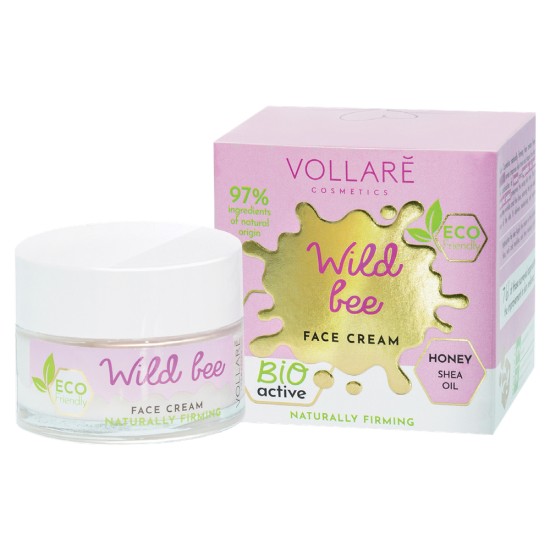 VOLLARĒ
COSMETICS
97%
ingredients
of natural
origin
ECO
friendly
Wild
bee
FACE CREAM
HONEY
SHEA
OIL
BiO
active
NATURALLY FIRMING
ECO
friendly
Wild bee
FACE CREAM
NATURALLY FIRMING
VOLLARĒ